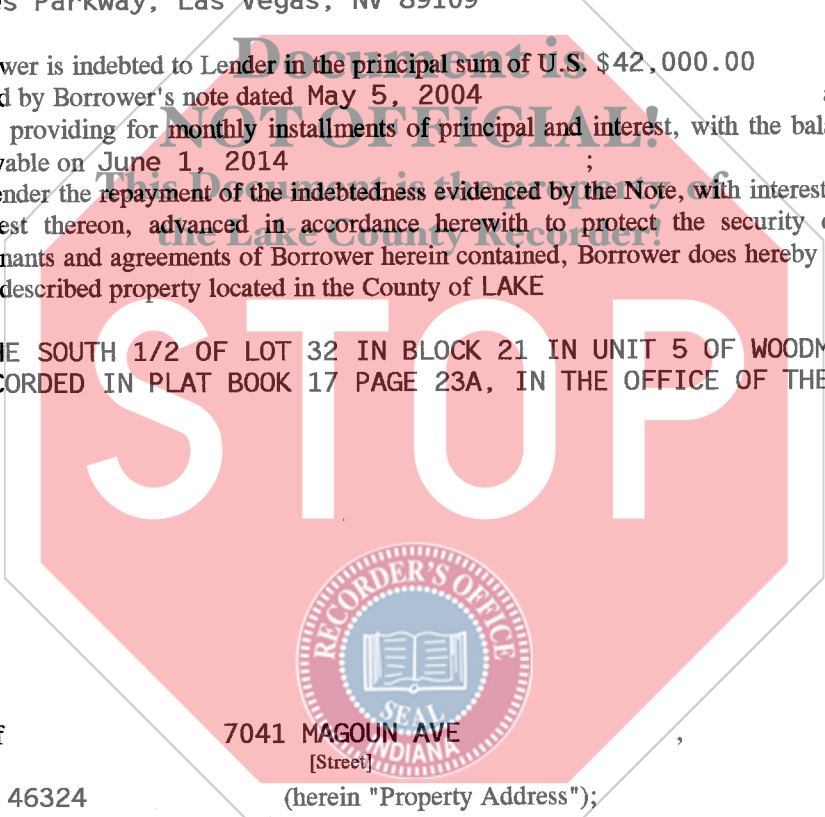 Parkway, Las Vegas, NV 89109
Document is
wer is indebted to Lender in the principal sum of U.S. $42,000.00
d by Borrower's note dated May 5, 2004
NOT OFFICIAL!
providing for monthly installments of principal and interest, with the bal
able on June 1, 2014 ;
This Document is the property of
nder the repayment of the indebtedness evidenced by the Note, with interest
est thereon, advanced in accordance herewith to protect the security
the Lake County Recorder!
nants and agreements of Borrower herein contained, Borrower does hereby
described property located in the County of LAKE
HE SOUTH 1/2 OF LOT 32 IN BLOCK 21 IN UNIT 5 OF WOODM
CORDED IN PLAT BOOK 17 PAGE 23A, IN THE OFFICE OF THE
STOP
RECORDER'S OFFICE
SEAL
INDIANA
7041 MAGOUN AVE ,
[Street]
46324 (herein "Property Address");